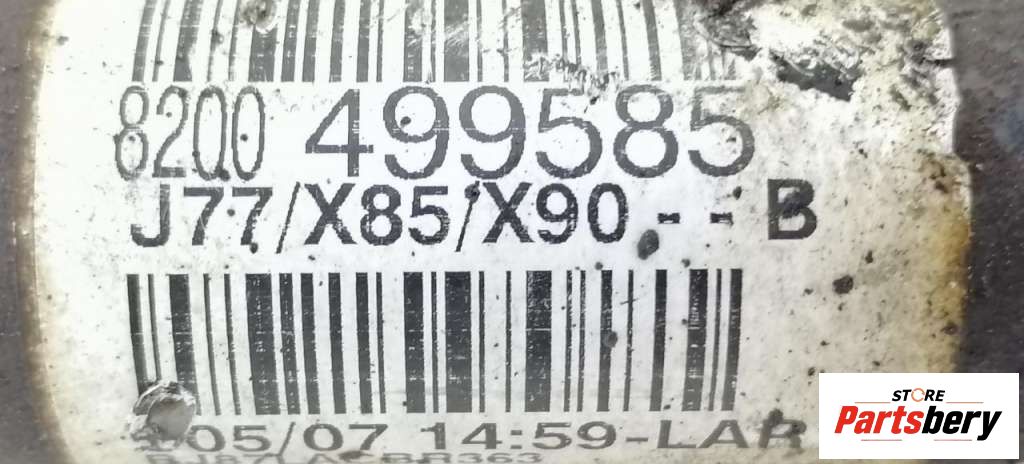 8200 499585
J77/X85/X90--B
05/07 14:59-LAR
STORE
Partsbery